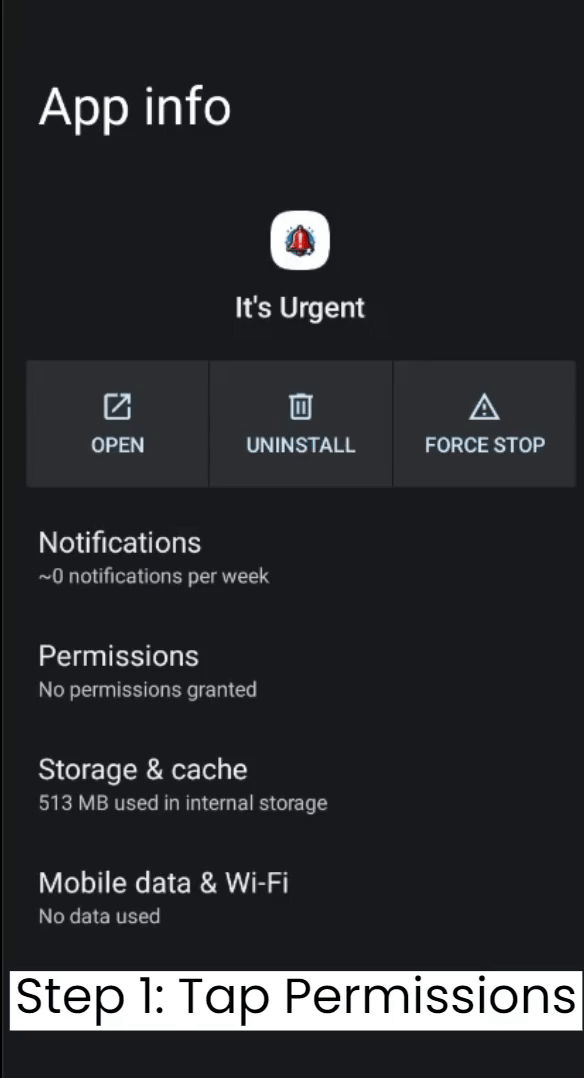 App info
It's Urgent
OPEN UNINSTALL FORCE STOP
Notifications
~0 notifications per week
Permissions
No permissions granted
Storage & cache
513 MB used in internal storage
Mobile data & Wi-Fi
No data used
Step 1: Tap Permissions